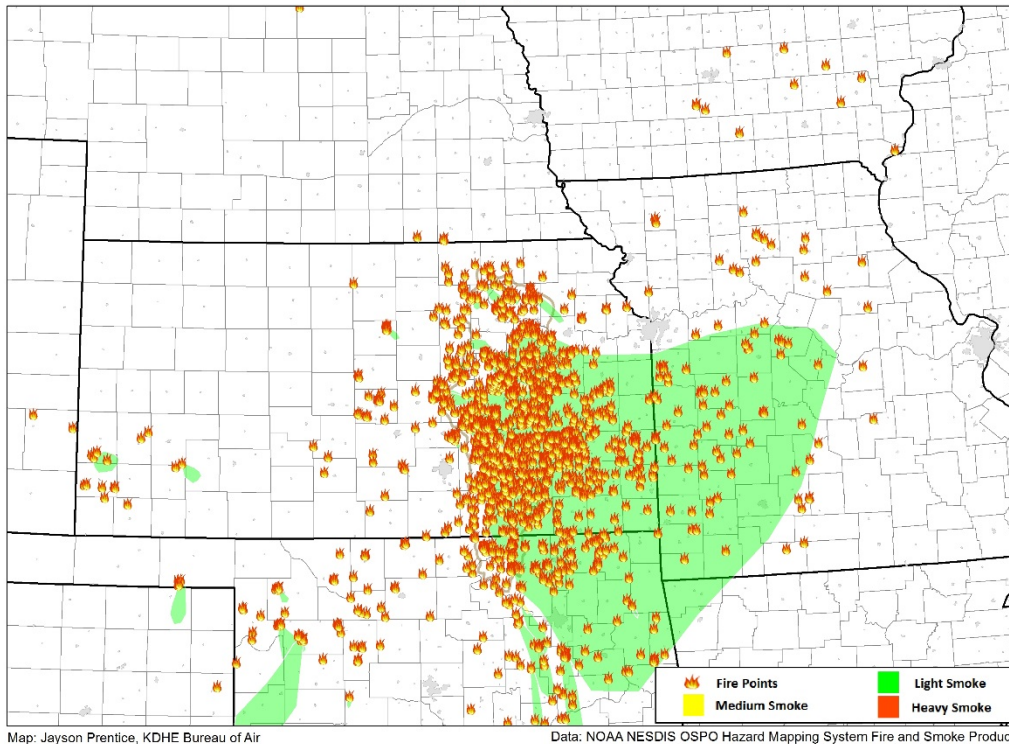 Fire Points
Light Smoke
Medium Smoke
Heavy Smoke
Map: Jayson Prentice, KDHE Bureau of Air
Data: NOAA NESDIS OSPO Hazard Mapping System Fire and Smoke Produc